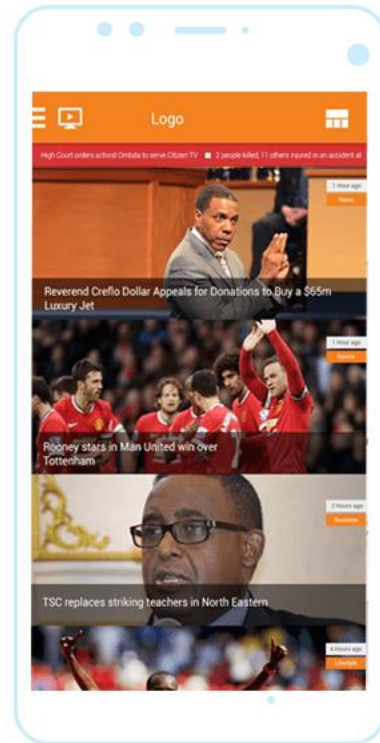 Logo
High Court orders activist Omtata to serve Citizen TV ■ 2 people killed, 11 others injured in an accident at
1 Hour ago
News
Reverend Creflo Dollar Appeals for Donations to Buy a $65m
Luxury Jet
1 Hour ago
Sports
Rooney stars in Man United win over
Tottenham
2 Hours ago
Business
TSC replaces striking teachers in North Eastern
6 Hours ago
Lifestyle